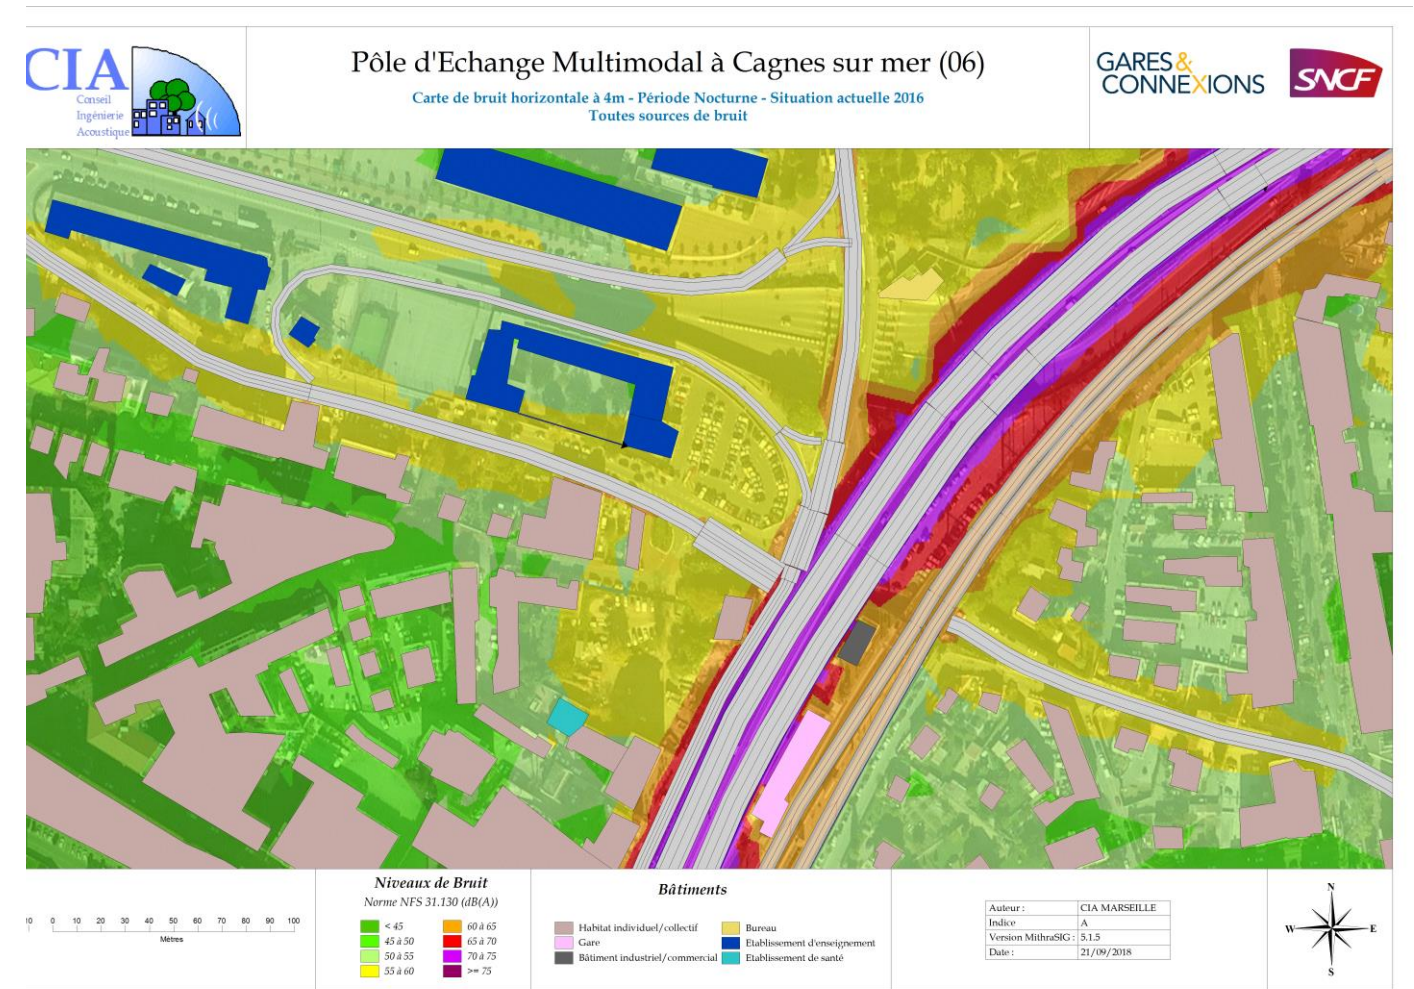 CIA
Conseil
Ingénierie
Acoustique
Pôle d'Echange Multimodal à Cagnes sur mer (06)
Carte de bruit horizontale à 4m - Période Nocturne - Situation actuelle 2016
Toutes sources de bruit
GARES &
CONNEXIONS
SNCF
10 0 10 20 30 40 50 60 70 80 90 100
Mètres
Niveaux de Bruit
Norme NFS 31.130 (dB(A))
< 45
45 à 50
50 à 55
55 à 60
60 à 65
65 à 70
70 à 75
>= 75
Bâtiments
Habitat individuel/collectif
Gare
Bâtiment industriel/commercial
Bureau
Etablissement d'enseignement
Etablissement de santé
Auteur : CIA MARSEILLE
Indice A
Version MithraSIG : 5.1.5
Date : 21/09/2018
N
W E
S